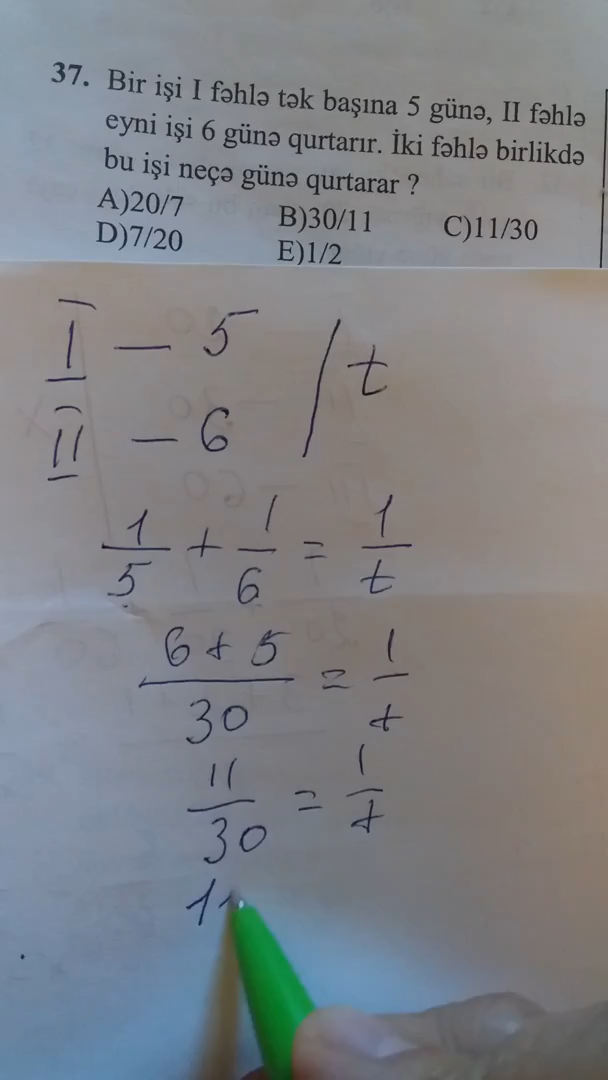 37. Bir işi I fəhlə tək başına 5 günə, II fəhlə
eyni işi 6 günə qurtarır. İki fəhlə birlikdə
bu işi neçə günə qurtarar ?
A)20/7 B)30/11 C)11/30
D)7/20 E)1/2
I — 5 / t
II — 6
1/5 + 1/6 = 1/t
6 + 5/30 = 1/t
11/30 = 1/t
11